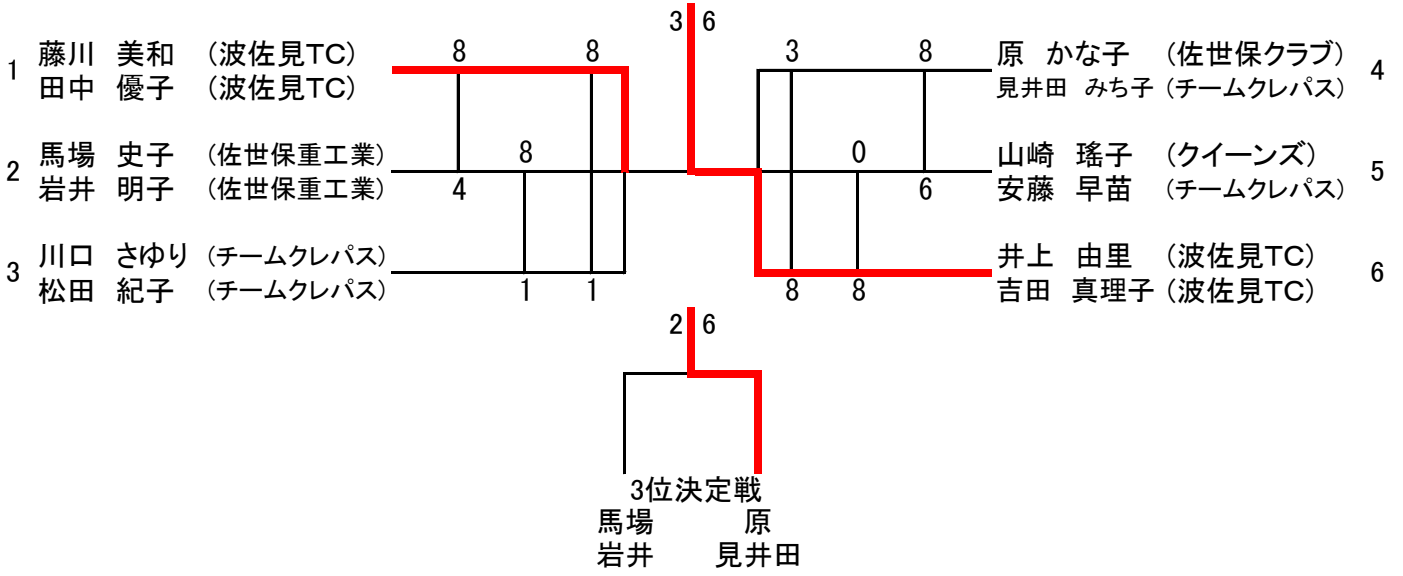 3 6
1 藤川 美和 (波佐見TC) 8 8
田中 優子 (波佐見TC)
3 8 原 かな子 (佐世保クラブ) 4
見井田 みち子 (チームクレパス)
2 馬場 史子 (佐世保重工業) 8
岩井 明子 (佐世保重工業) 4
0 山崎 瑤子 (クイーンズ) 5
6 安藤 早苗 (チームクレパス)
3 川口 さゆり (チームクレパス)
松田 紀子 (チームクレパス) 1 1
井上 由里 (波佐見TC) 6
8 8 吉田 真理子 (波佐見TC)
2 6
3位決定戦
馬場 原
岩井 見井田